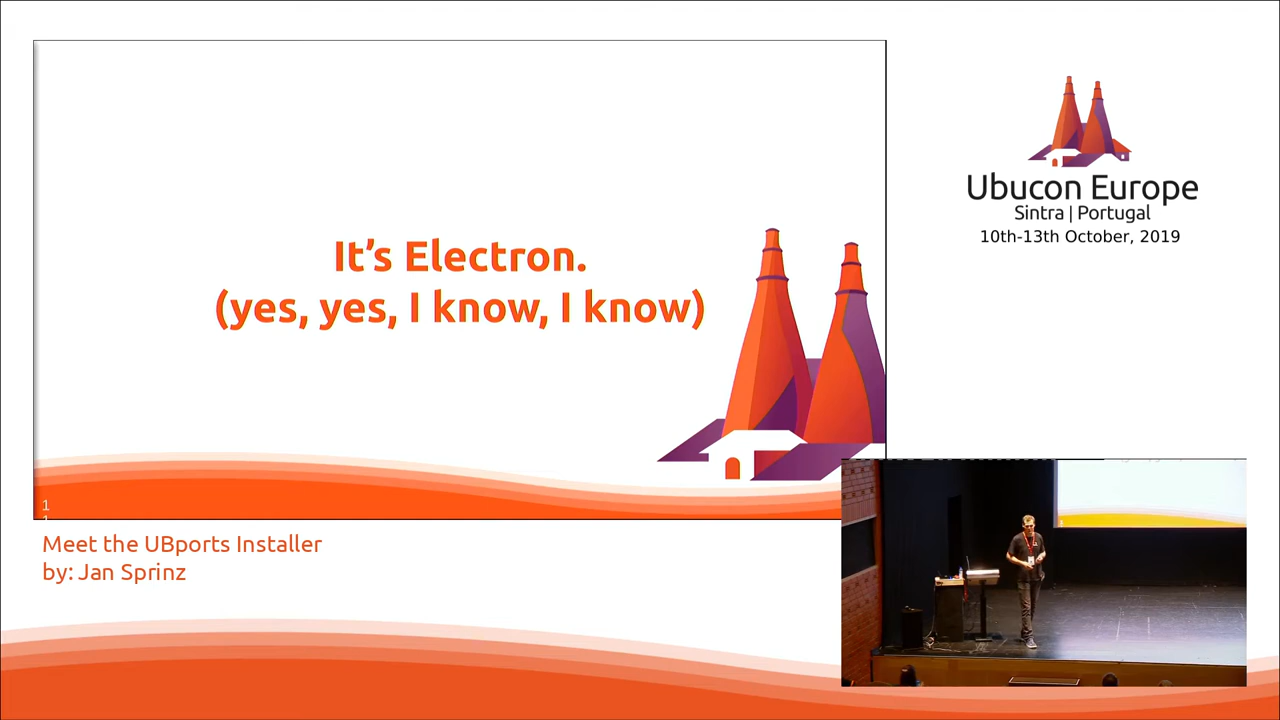 It's Electron.
(yes, yes, I know, I know)
1
1
Meet the UBports Installer
by: Jan Sprinz
Ubucon Europe
Sintra | Portugal
10th-13th October, 2019